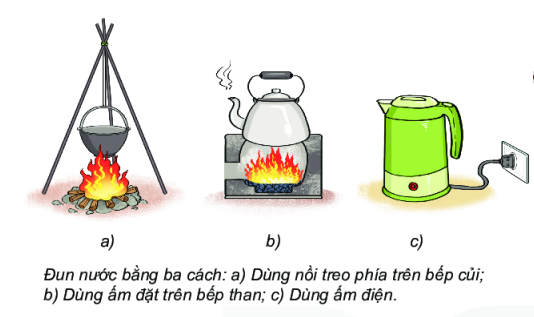 a) b) c)
Đun nước bằng ba cách: a) Dùng nồi treo phía trên bếp củi;
b) Dùng ấm đặt trên bếp than; c) Dùng ấm điện.